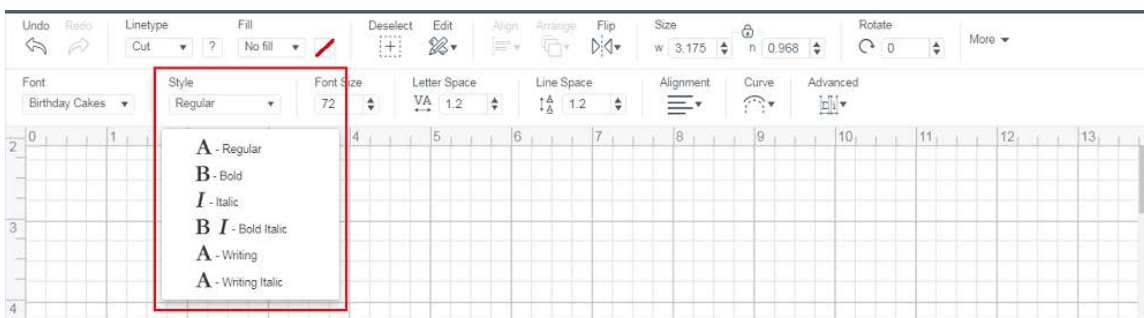 Undo Redo Linetype Fill Deselect Edit Align Arrange Flip Size Rotate
Cut ? No fill w 3.175 n 0.968 0 More
Font Style Font Size Letter Space Line Space Alignment Curve Advanced
Birthday Cakes Regular 72 VA 1.2 A A 1.2
0 1 4 5 6 7 8 9 10 11 12 13
2
A - Regular
B - Bold
I - Italic
3
B I - Bold Italic
A - Writing
A - Writing Italic
4